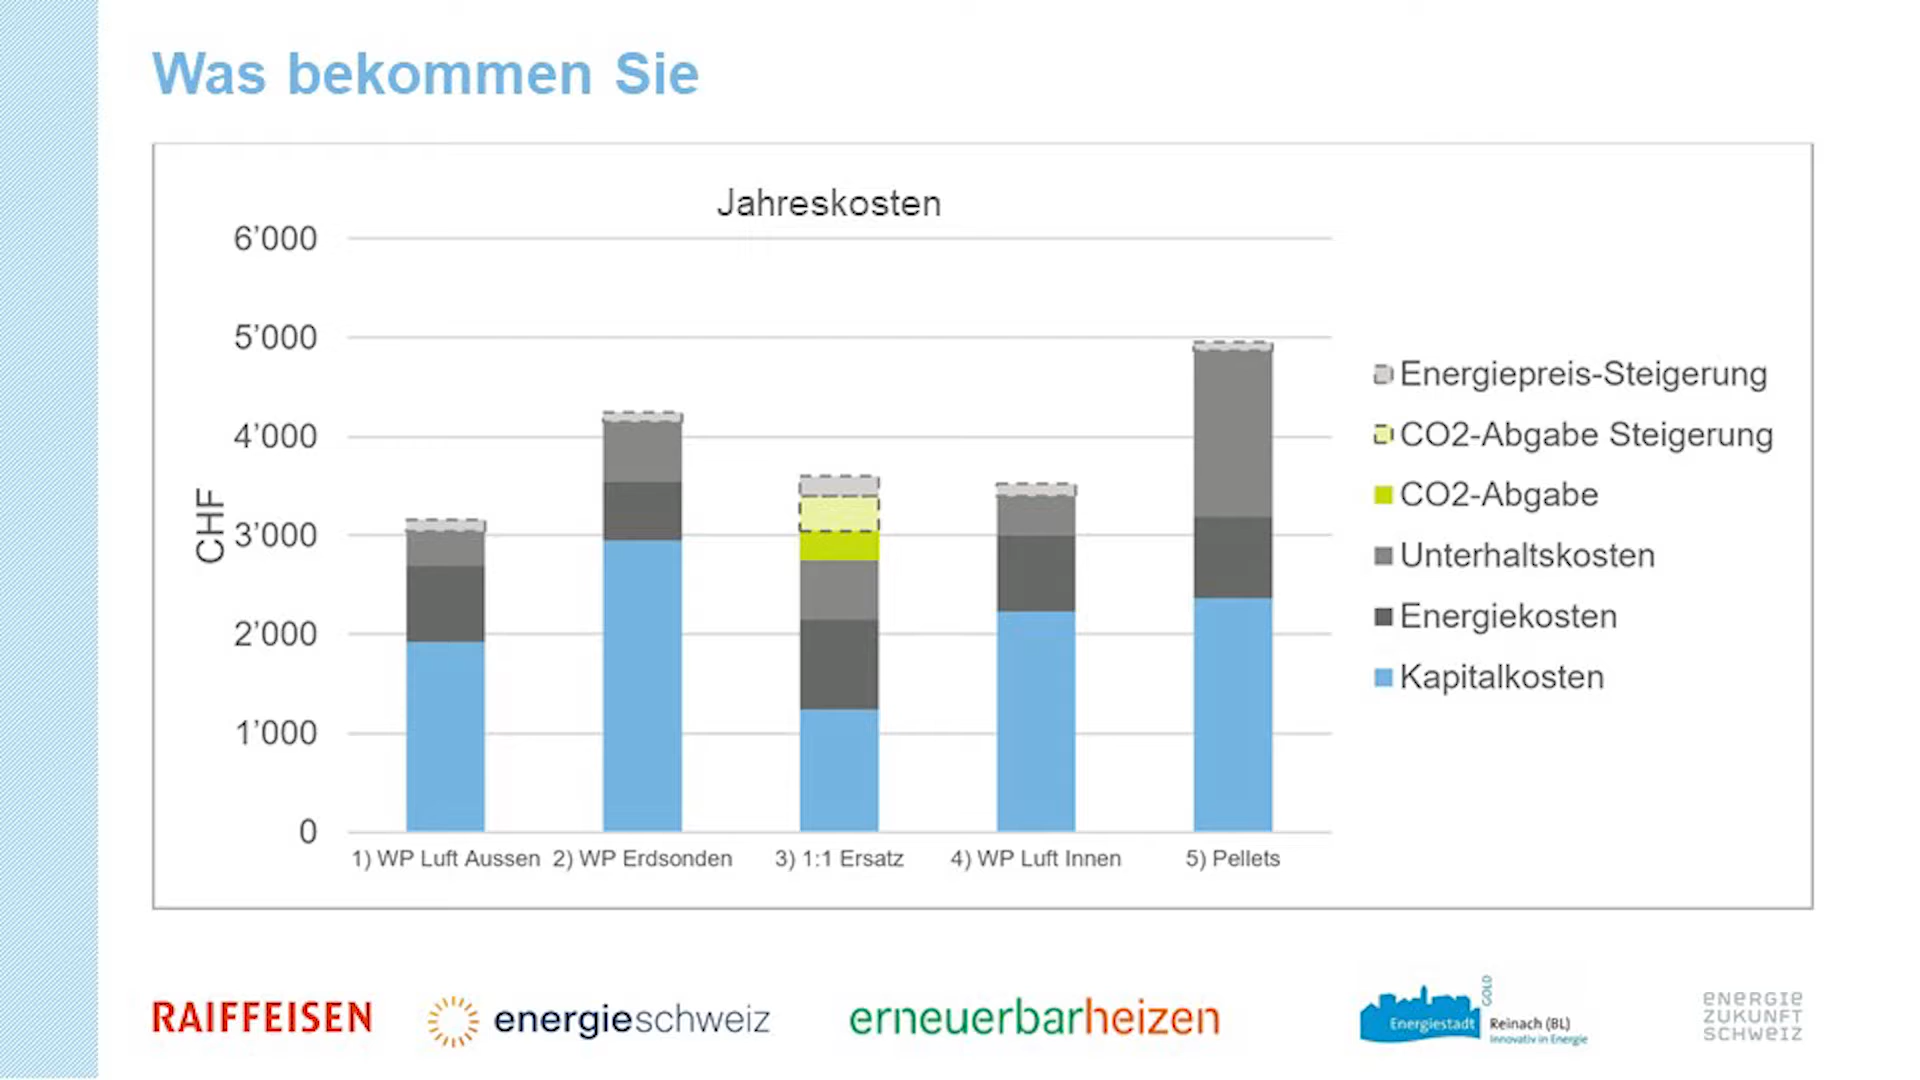 Was bekommen Sie
Jahreskosten
6’000
5’000
4’000
3’000
2’000
1’000
0
CHF
1) WP Luft Aussen
2) WP Erdsonden
3) 1:1 Ersatz
4) WP Luft Innen
5) Pellets
Energiepreis-Steigerung
CO2-Abgabe Steigerung
CO2-Abgabe
Unterhaltskosten
Energiekosten
Kapitalkosten
RAIFFEISEN
energieschweiz
erneuerbarheizen
Energiestadt
GOLD
Reinach (BL)
Innovativ in Energie
ENERGIE
ZUKUNFT
SCHWEIZ